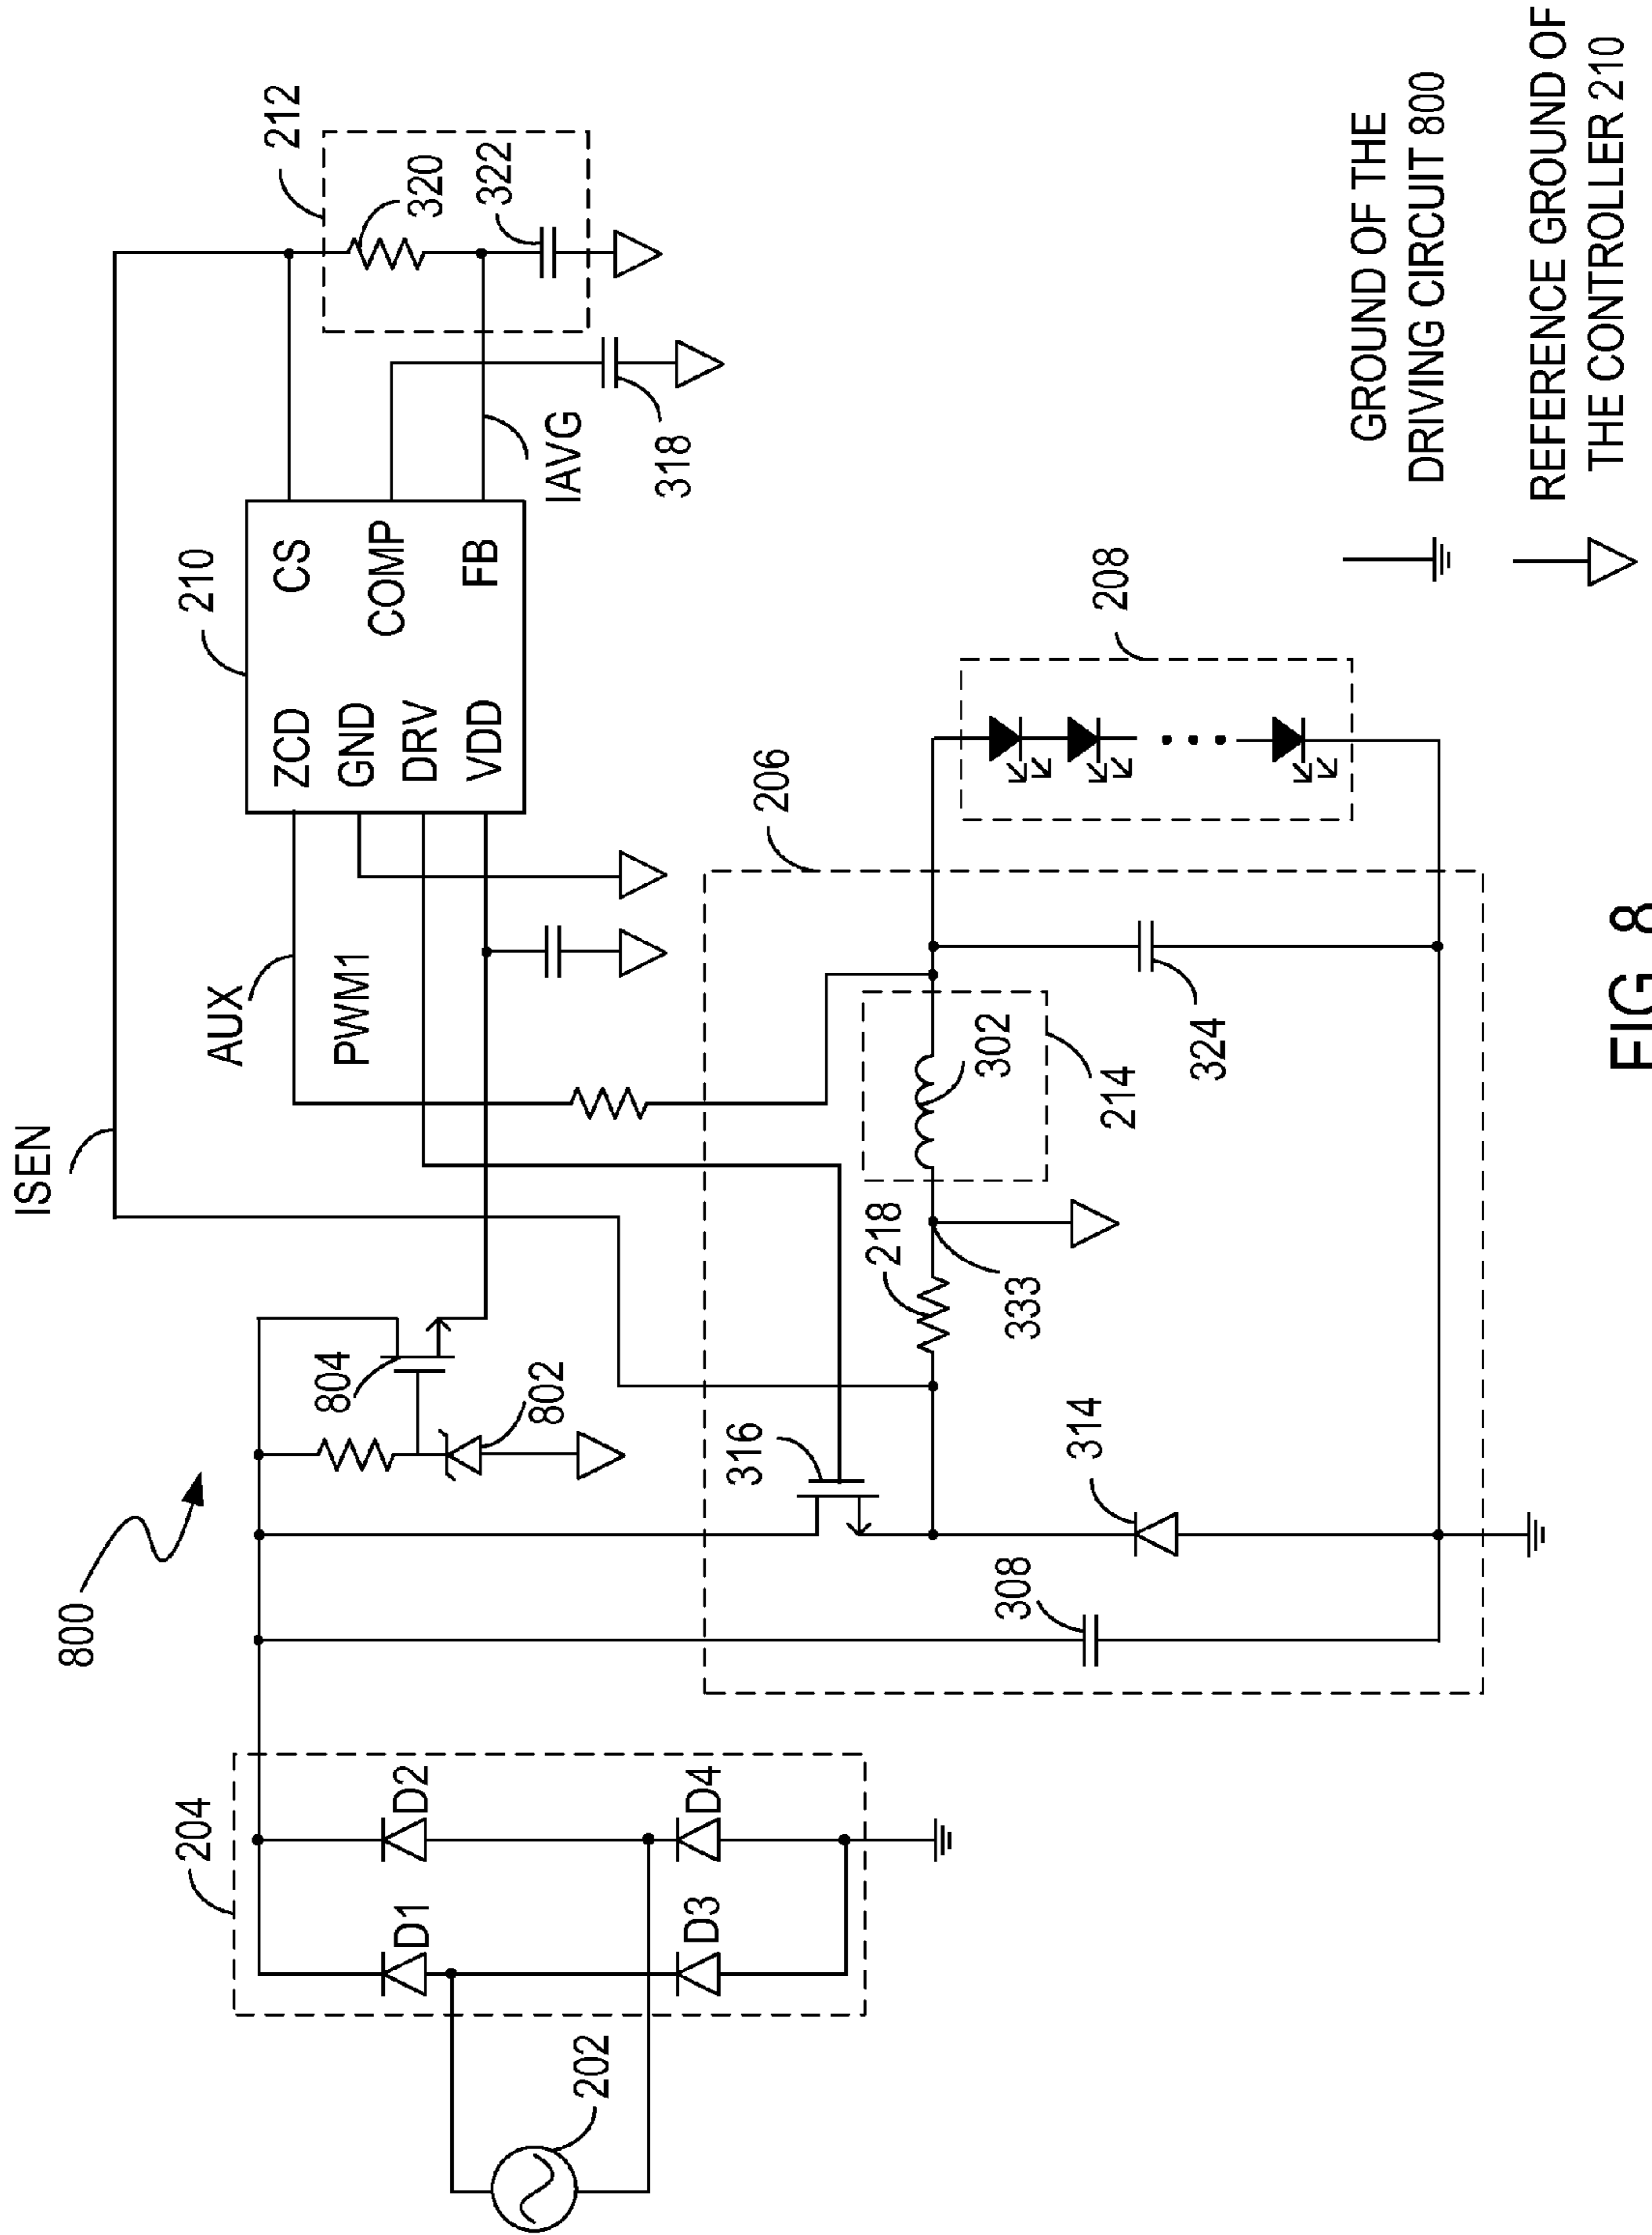 800
ISEN
AUX
PWM1
210
212
ZCD
GND
DRV
VDD
CS
COMP
FB
320
322
IAVG
318
204
D1
D2
D3
D4
202
804
802
206
316
218
333
302
214
314
308
324
208
GROUND OF THE
DRIVING CIRCUIT 800
REFERENCE GROUND OF
THE CONTROLLER 210
FIG. 8